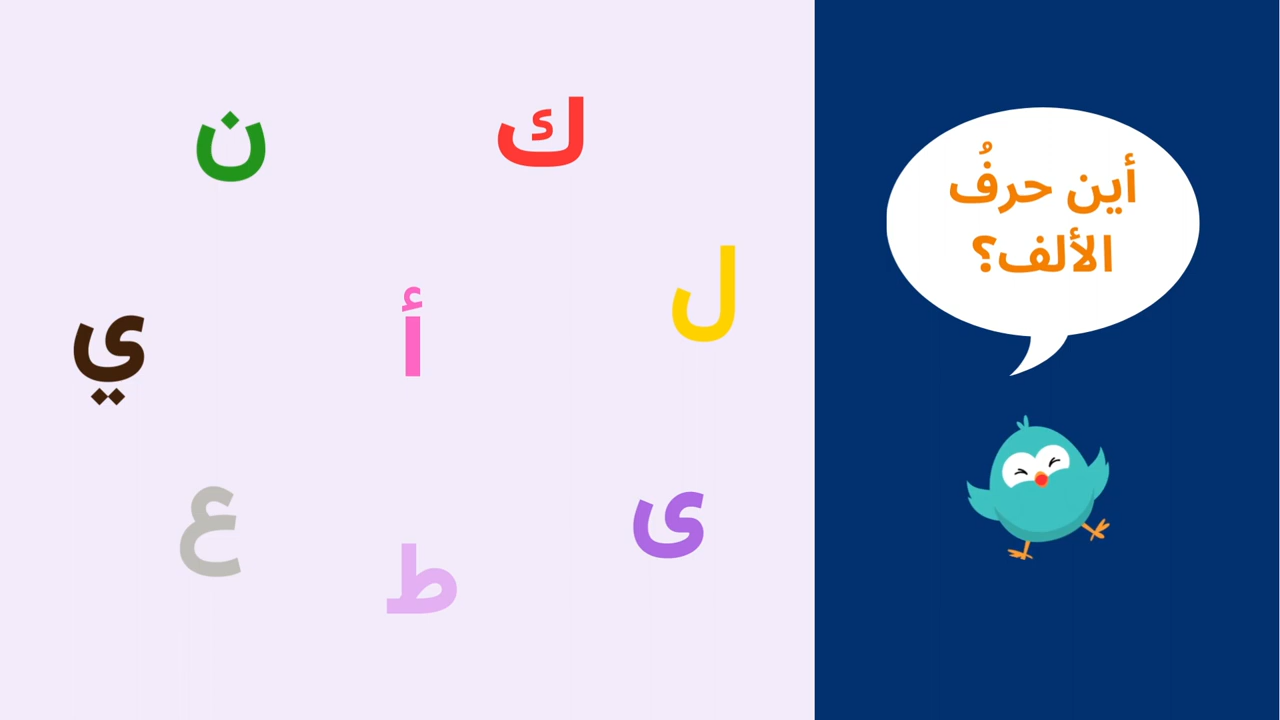 ك
ن
ل
أ
ي
ى
ع
ط
أين حرفُ
الألف؟